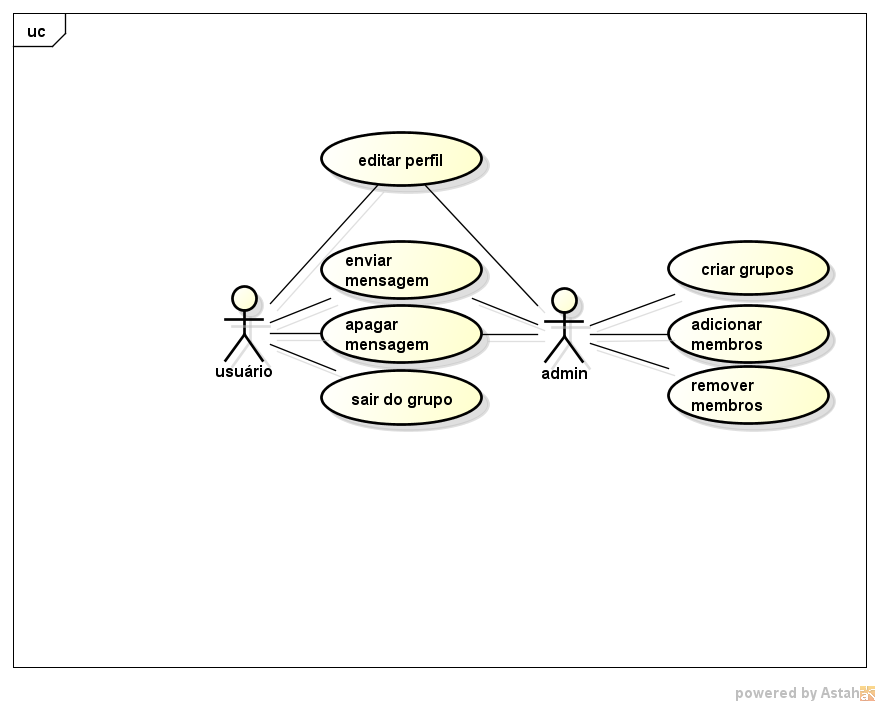 uc
editar perfil
enviar
mensagem
apagar
mensagem
sair do grupo
usuário
admin
criar grupos
adicionar
membros
remover
membros
powered by Astah